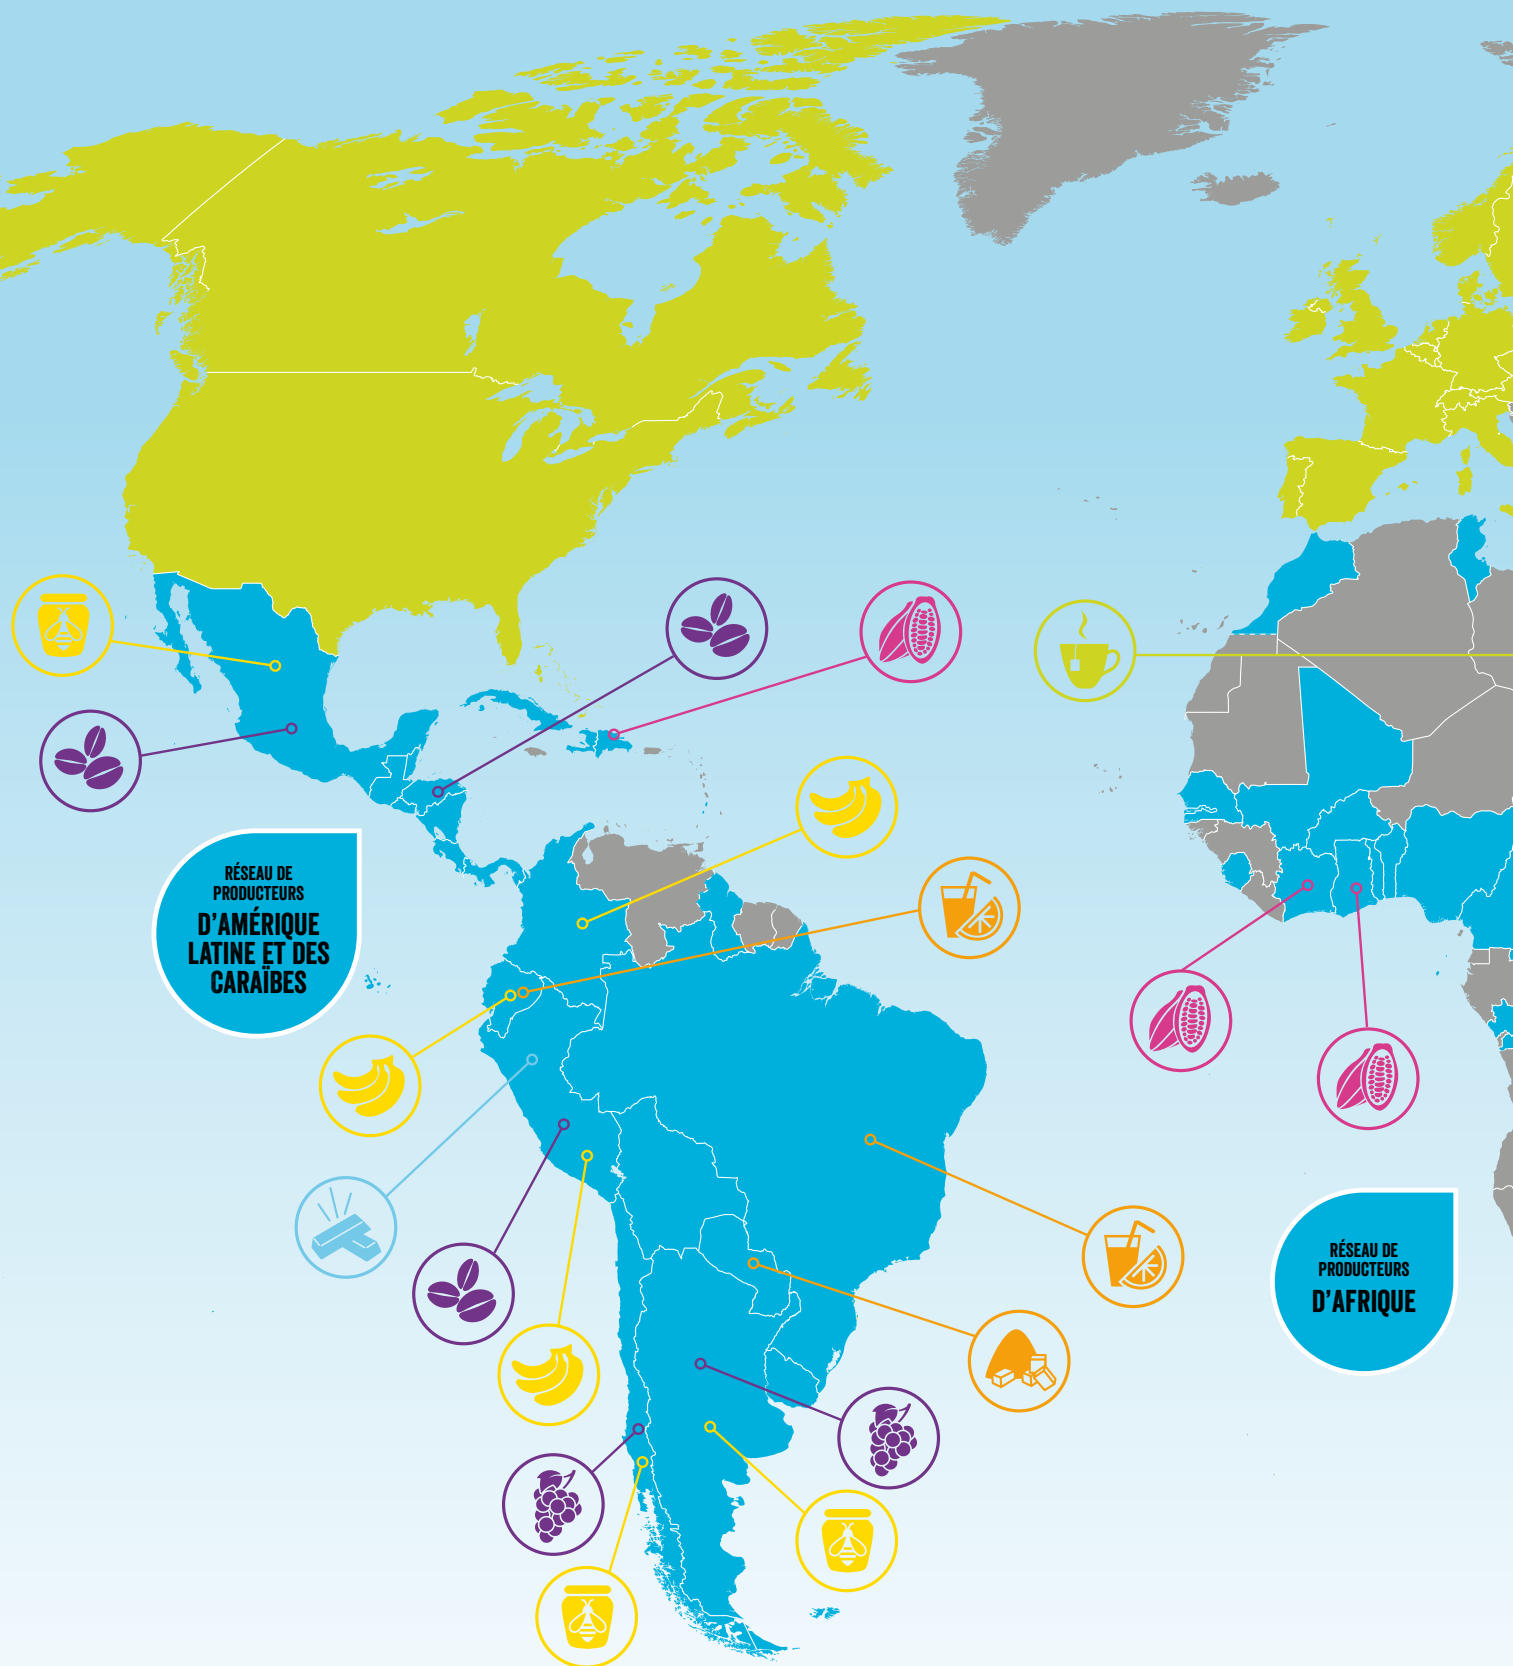 RÉSEAU DE
PRODUCTEURS
D'AMÉRIQUE
LATINE ET DES
CARAÏBES
RÉSEAU DE
PRODUCTEURS
D'AFRIQUE